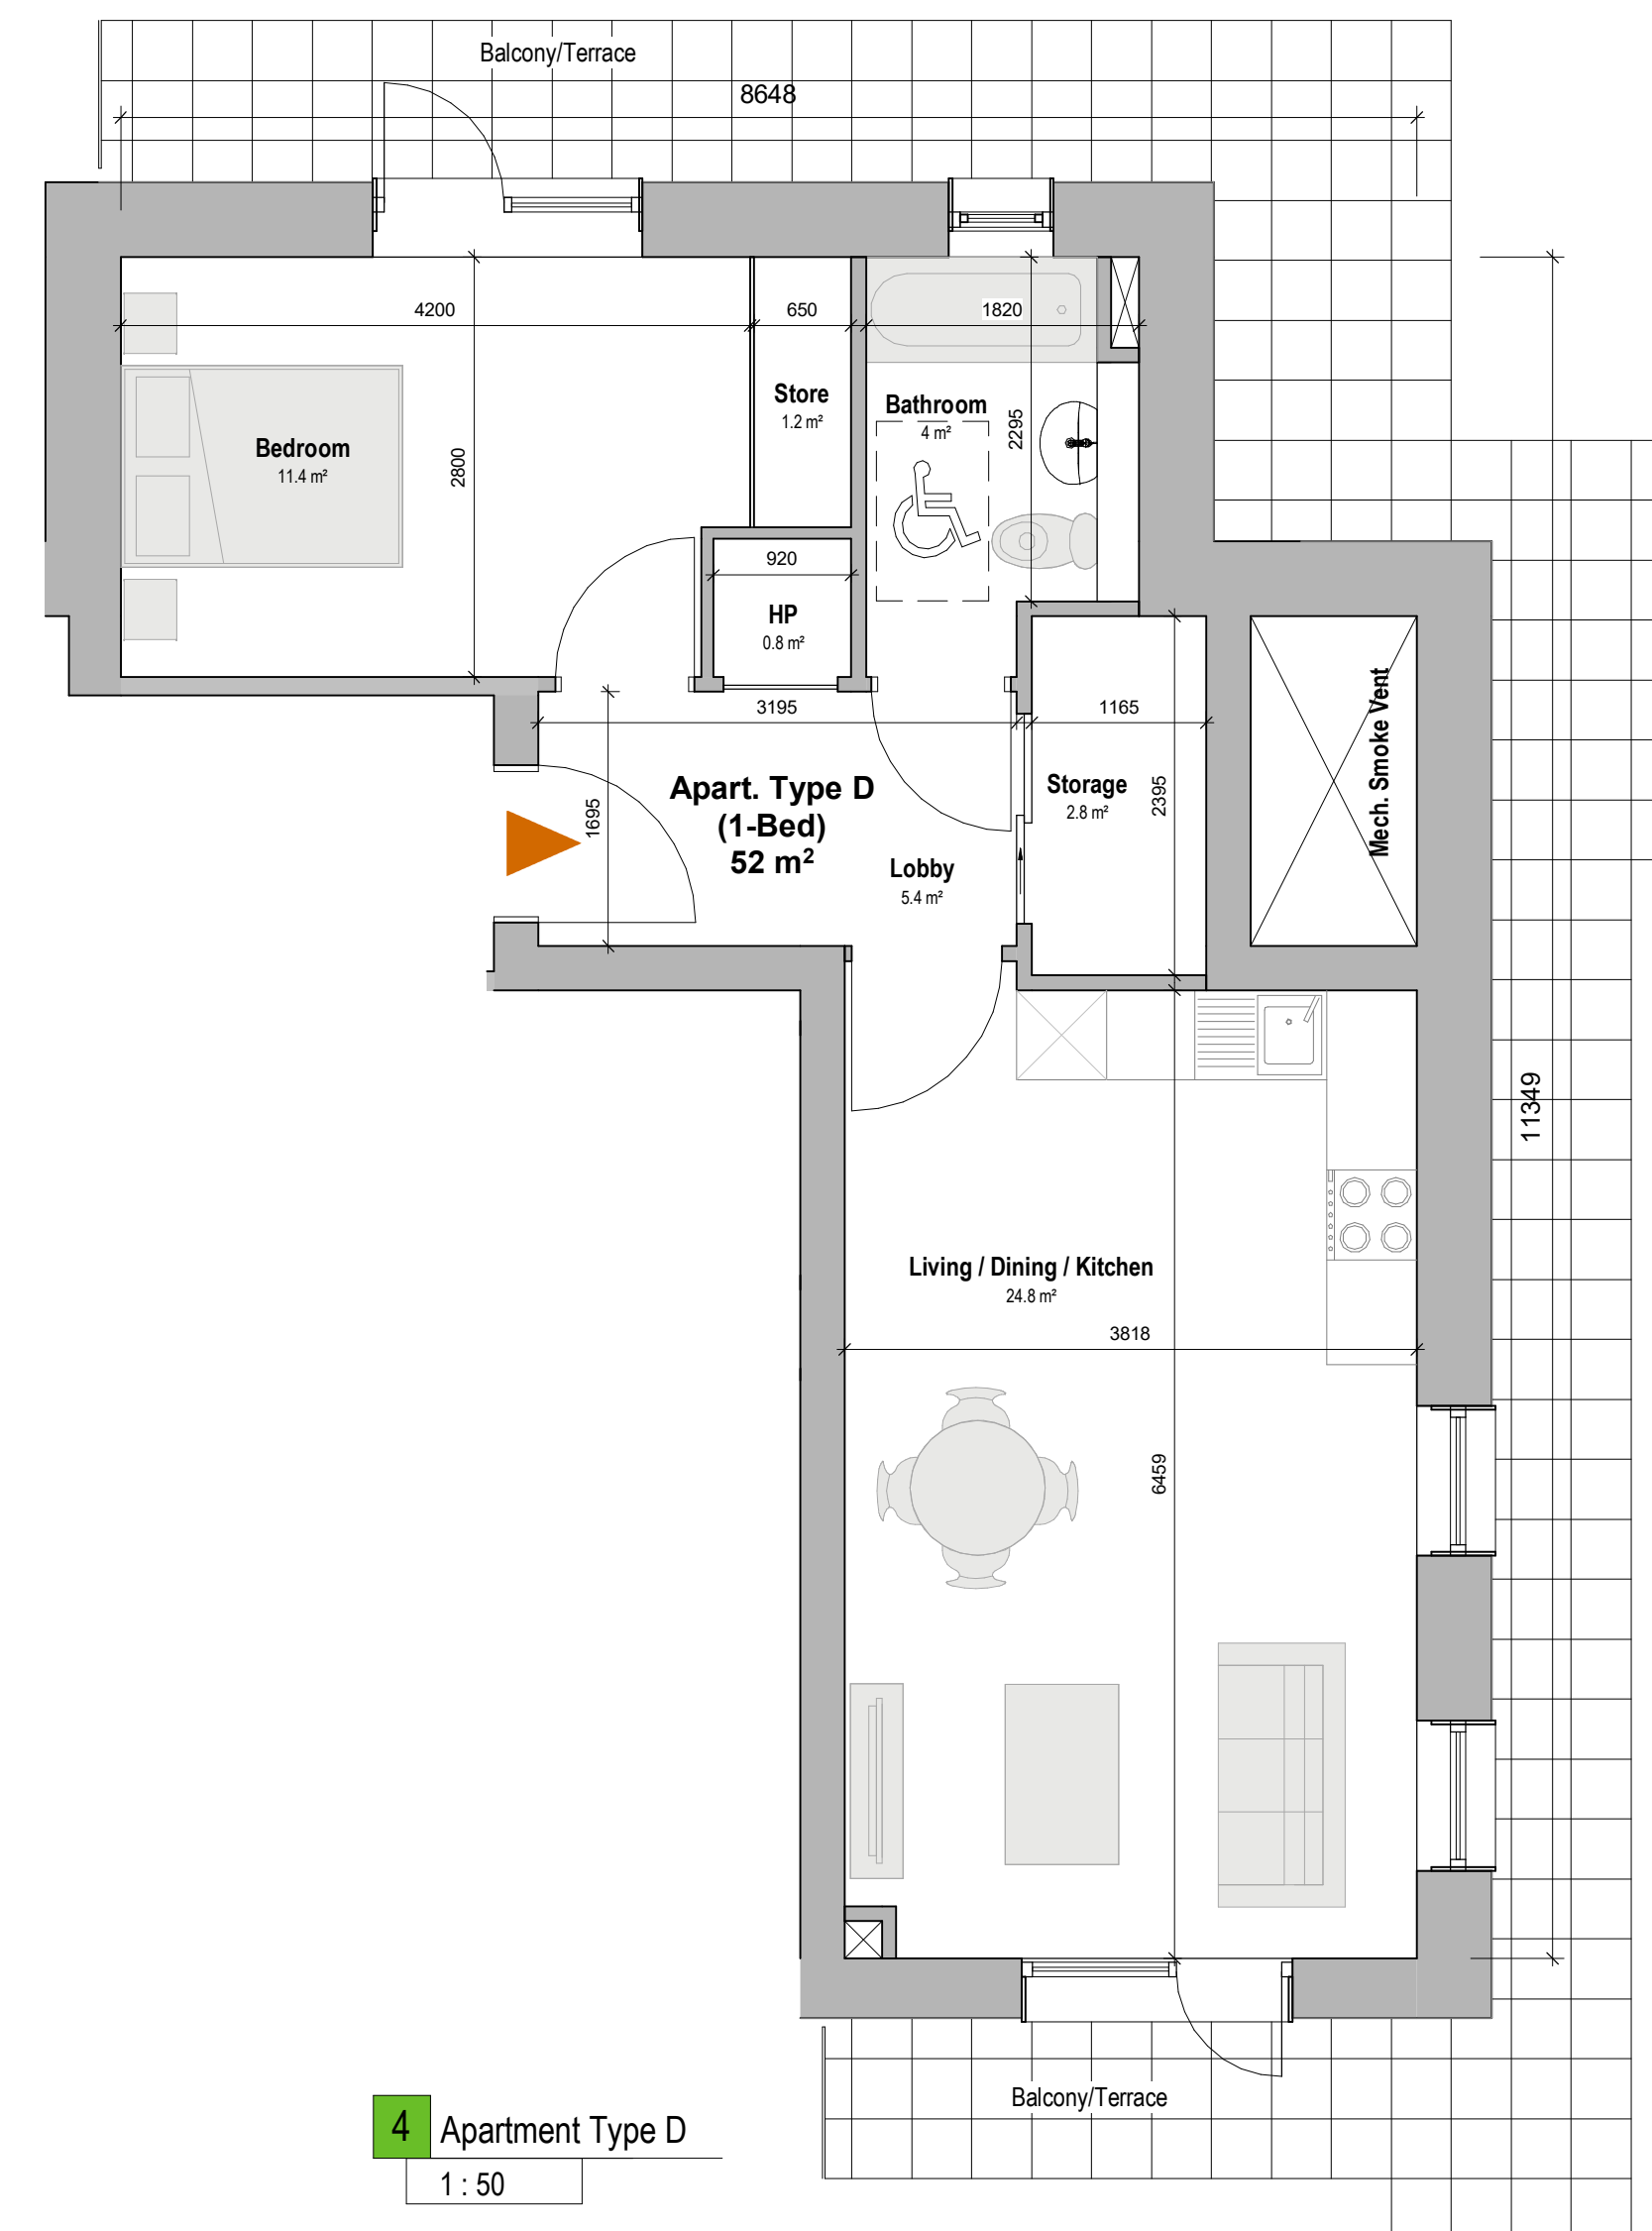 Balcony/Terrace
8648
4200
650
1820
Store
1.2 m²
Bathroom
4 m²
2295
Bedroom
11.4 m²
2800
920
HP
0.8 m²
3195
1165
Mech. Smoke Vent
Apart. Type D
(1-Bed)
52 m²
1695
Storage
2.8 m²
2395
Lobby
5.4 m²
11349
Living / Dining / Kitchen
24.8 m²
3818
6459
Balcony/Terrace
4 Apartment Type D
1 : 50